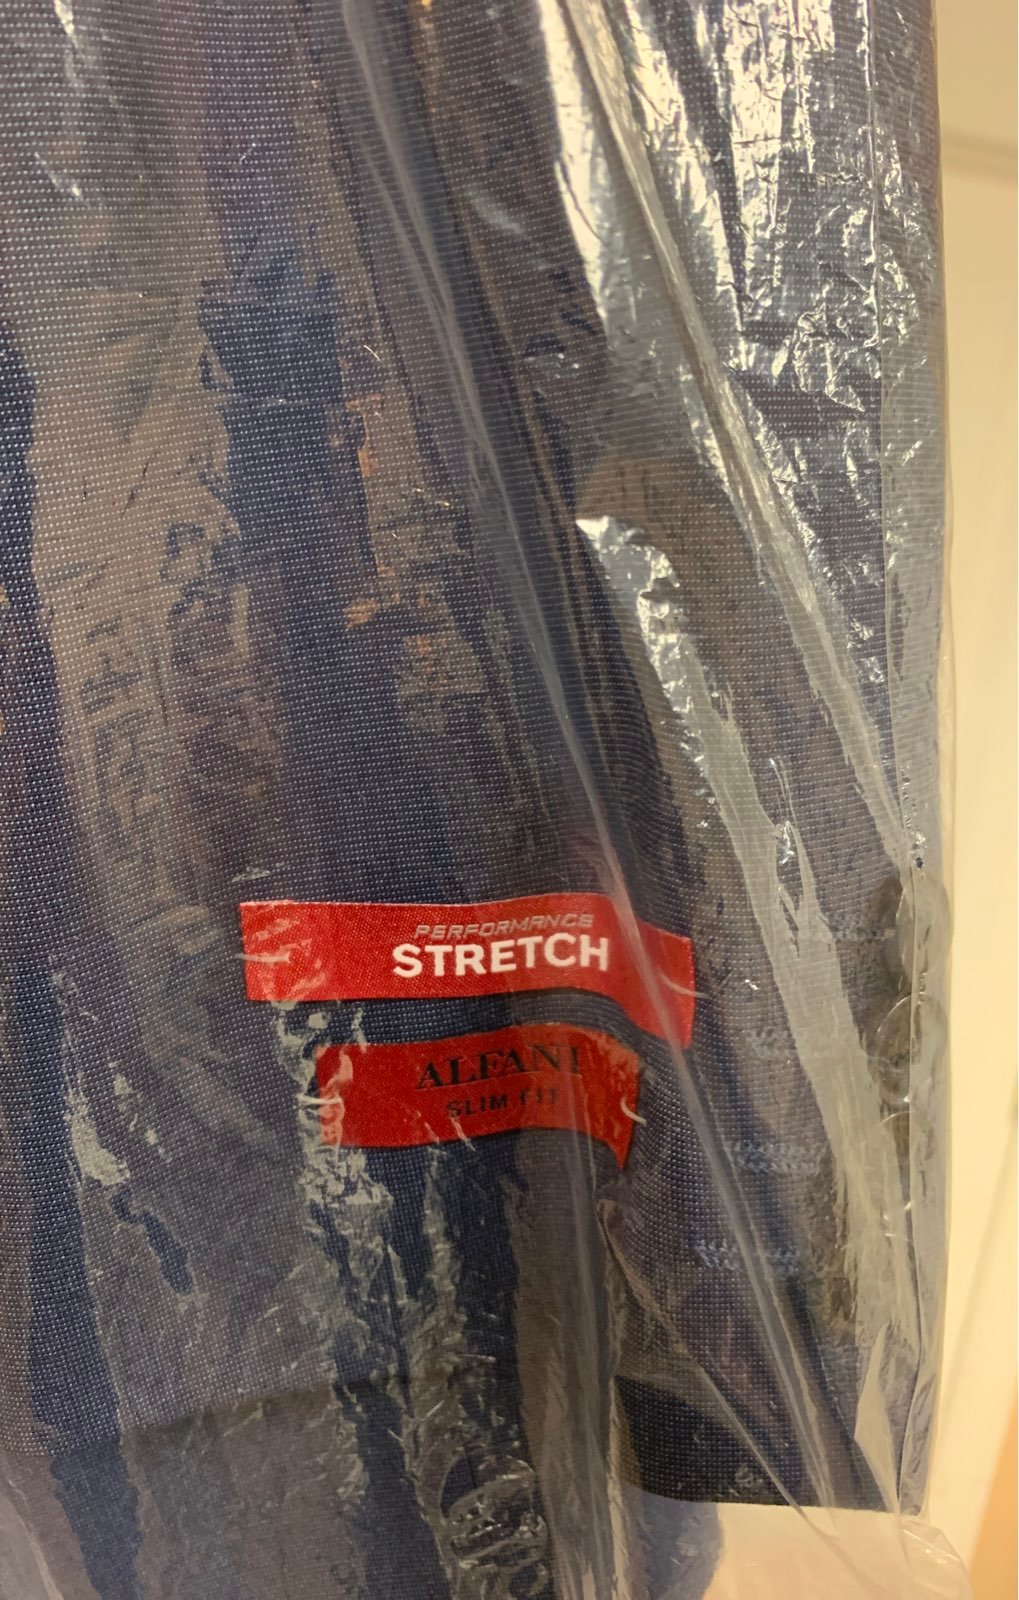 PERFORMANCE
STRETCH
ALFANI
SLIM FIT